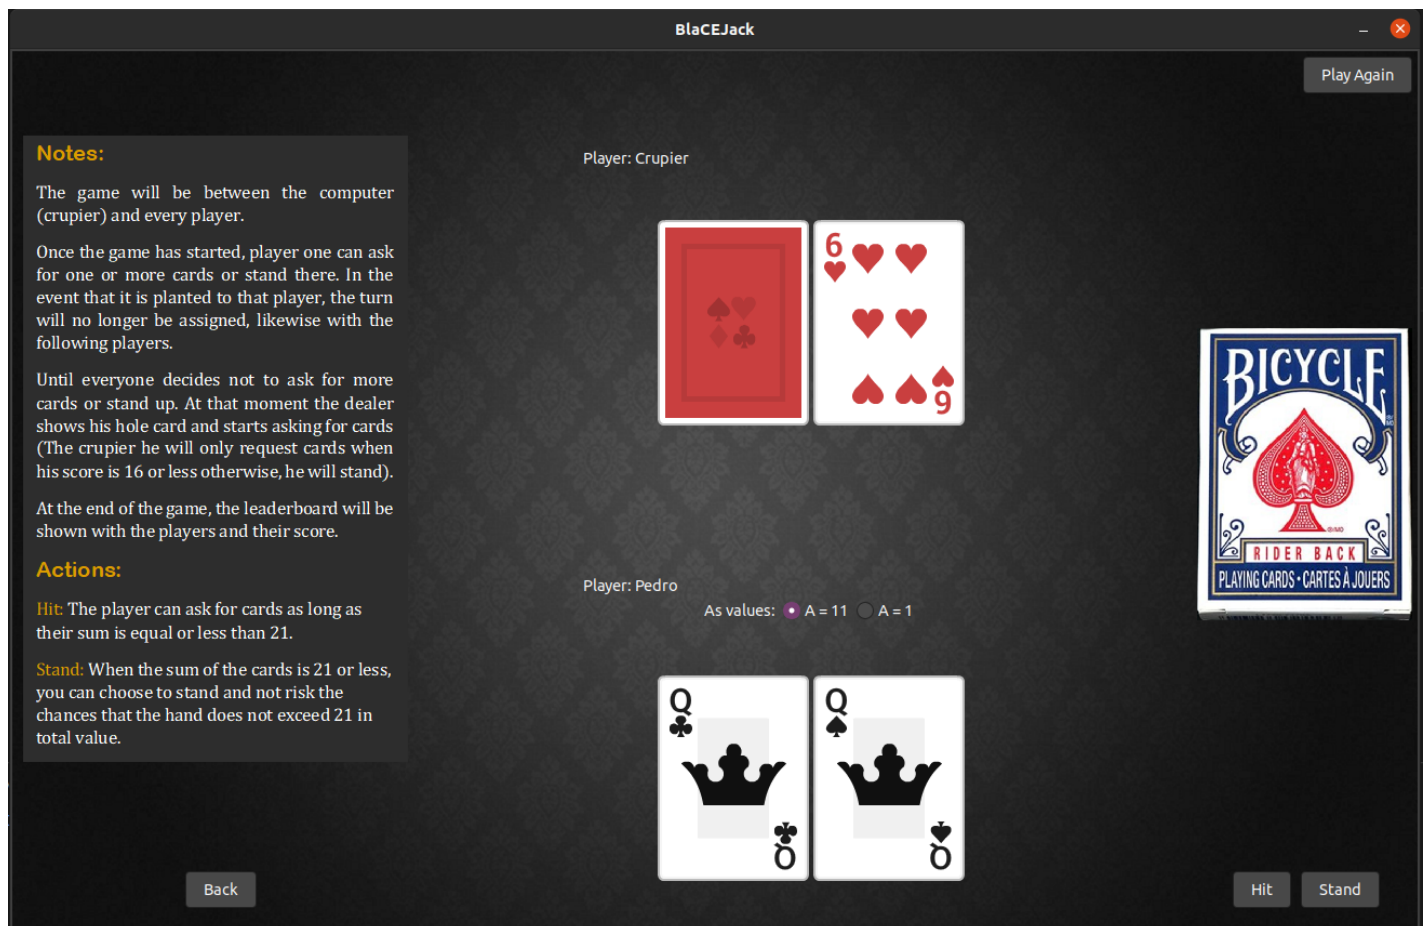 BlaCEJack
Play Again
Notes:
The game will be between the computer
(crupier) and every player.
Once the game has started, player one can ask
for one or more cards or stand there. In the
event that it is planted to that player, the turn
will no longer be assigned, likewise with the
following players.
Until everyone decides not to ask for more
cards or stand up. At that moment the dealer
shows his hole card and starts asking for cards
(The crupier he will only request cards when
his score is 16 or less otherwise, he will stand).
At the end of the game, the leaderboard will be
shown with the players and their score.
Actions:
Hit: The player can ask for cards as long as
their sum is equal or less than 21.
Stand: When the sum of the cards is 21 or less,
you can choose to stand and not risk the
chances that the hand does not exceed 21 in
total value.
Back
Player: Crupier
6
6
Player: Pedro
As values: A = 11 A = 1
Q Q
Q Q
BICYCLE
RIDER BACK
PLAYING CARDS • CARTES À JOUERS
Hit Stand